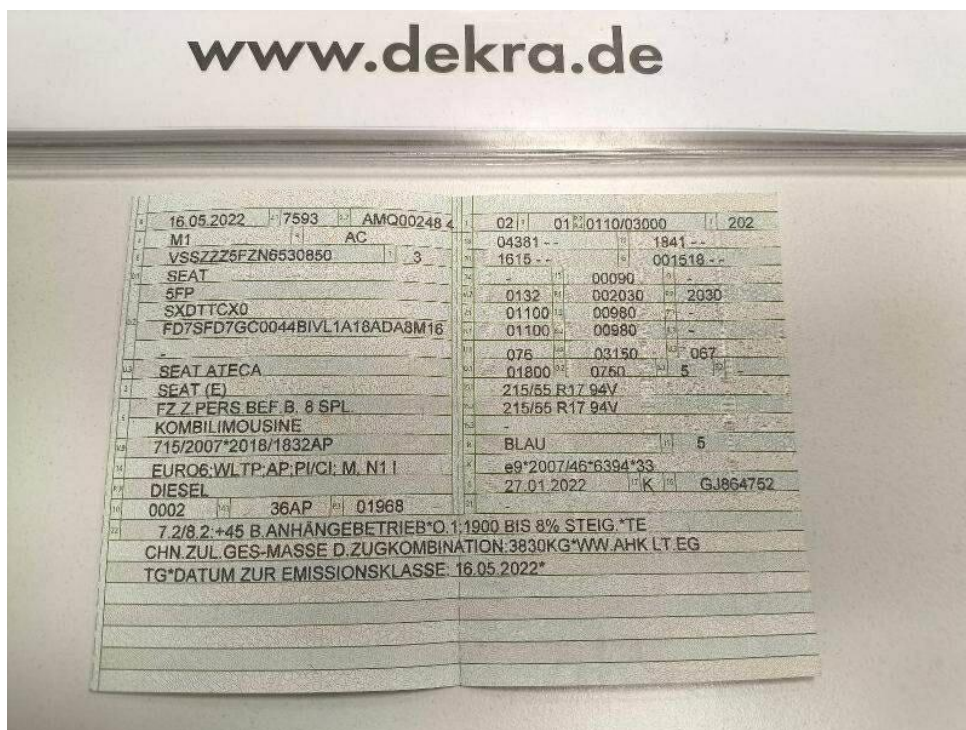 www.dekra.de
16.05.2022 7593 AMQ00248 4
M1 AC
VSSZZZ5FZN6530850 3
SEAT
5FP
SXDTTCX0
FD7SFD7GC0044BIVL1A18ADA8M16
-
SEAT ATECA
SEAT (E)
FZ.Z.PERS.BEF.B. 8 SPL.
KOMBILIMOUSINE
715/2007*2018/1832AP
EURO6;WLTP;AP;PI/CI; M, N1 I
DIESEL
0002 36AP 01968
02 01 0110/03000 202
04381 - - 1841 - -
1615 - - 001518 - -
- 00090 -
0132 002030 2030
01100 00980 -
01100 00980 -
076 03150 067
01800 0750 5 -
215/55 R17 94V
215/55 R17 94V
-
BLAU 5
e9*2007/46*6394*33
27.01.2022 K GJ864752
-
7.2/8.2:+45 B.ANHÄNGEBETRIEB*O.1:1900 BIS 8% STEIG.*TE
CHN.ZUL.GES-MASSE D.ZUGKOMBINATION:3830KG*WW.AHK LT.EG
TG*DATUM ZUR EMISSIONSKLASSE: 16.05.2022*